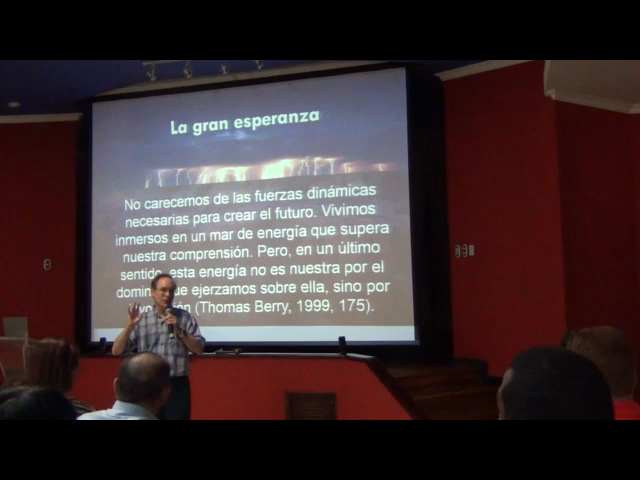 La gran esperanza
No carecemos de las fuerzas dinámicas
necesarias para crear el futuro. Vivimos
inmersos en un mar de energía que supera
nuestra comprensión. Pero, en un último
sentido, esta energía no es nuestra por el
que ejerzamos sobre ella, sino por
(Thomas Berry, 1999, 175).